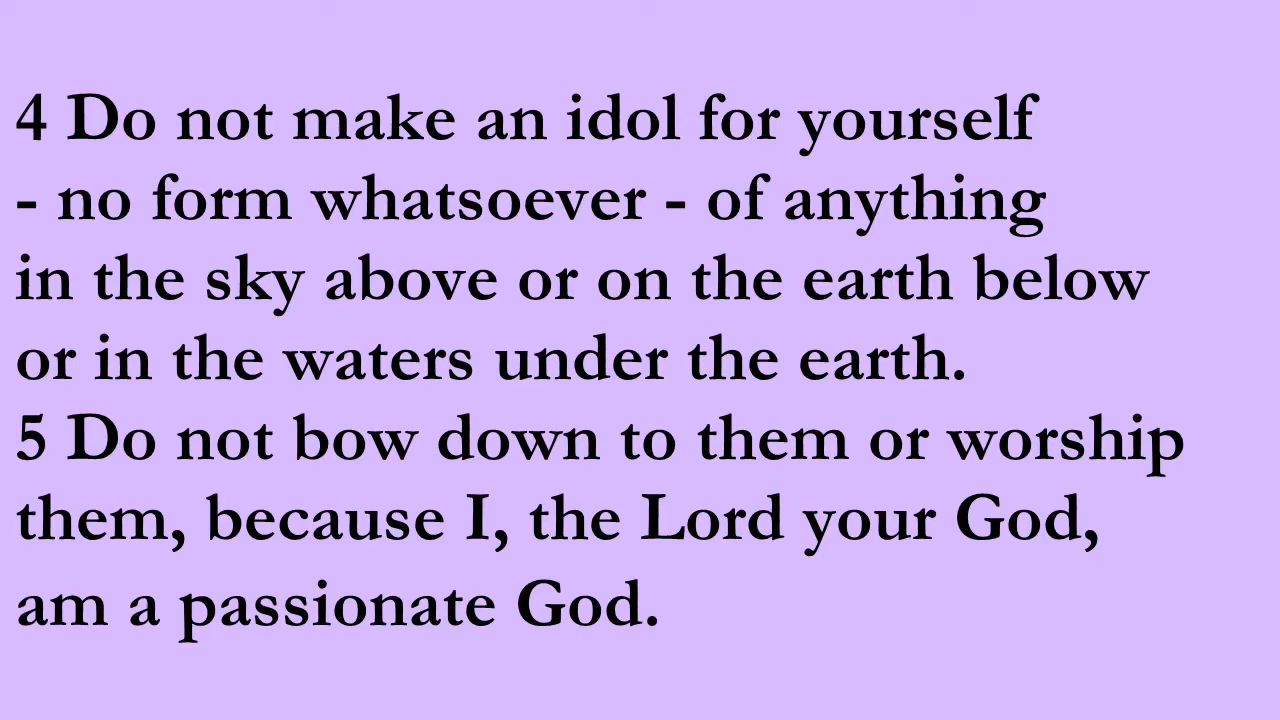 4 Do not make an idol for yourself
- no form whatsoever - of anything
in the sky above or on the earth below
or in the waters under the earth.
5 Do not bow down to them or worship
them, because I, the Lord your God,
am a passionate God.